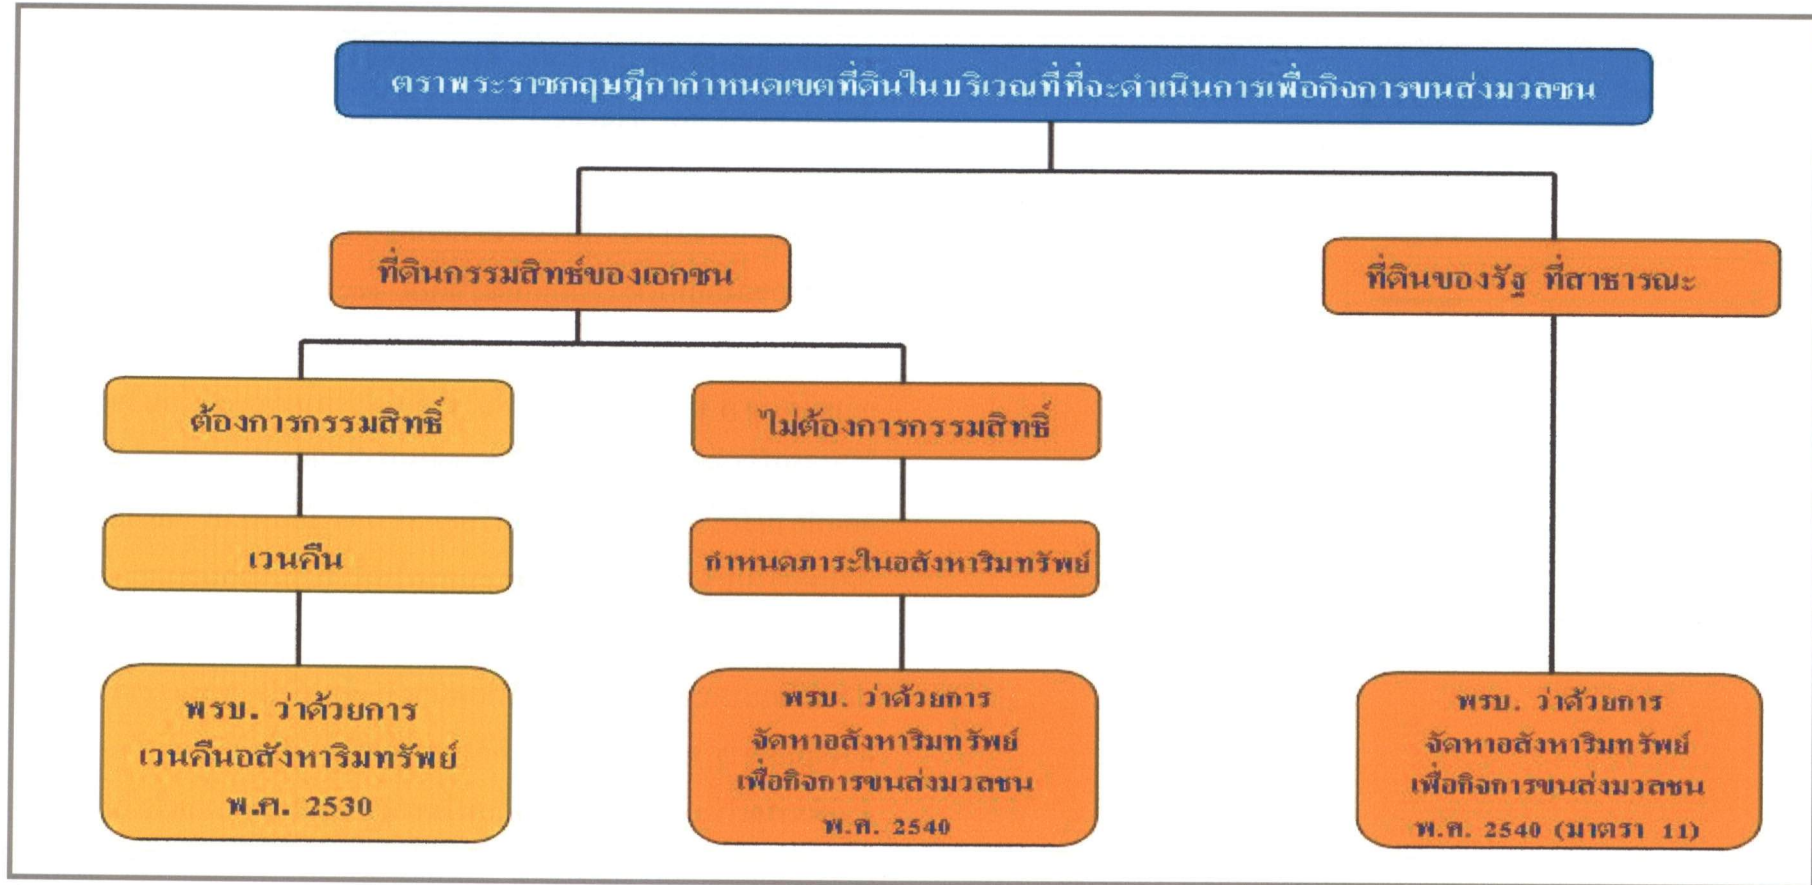 ตราพระราชกฤษฎีกากำหนดเขตที่ดินในบริเวณที่ที่จะดำเนินการเพื่อกิจการขนส่งมวลชน
ที่ดินกรรมสิทธ์ของเอกชน
ที่ดินของรัฐ ที่สาธารณะ
ต้องการกรรมสิทธิ์
ไม่ต้องการกรรมสิทธิ์
เวนคืน
กำหนดภาระในอสังหาริมทรัพย์
พรบ. ว่าด้วยการ
เวนคืนอสังหาริมทรัพย์
พ.ศ. 2530
พรบ. ว่าด้วยการ
จัดหาอสังหาริมทรัพย์
เพื่อกิจการขนส่งมวลชน
พ.ศ. 2540
พรบ. ว่าด้วยการ
จัดหาอสังหาริมทรัพย์
เพื่อกิจการขนส่งมวลชน
พ.ศ. 2540 (มาตรา 11)